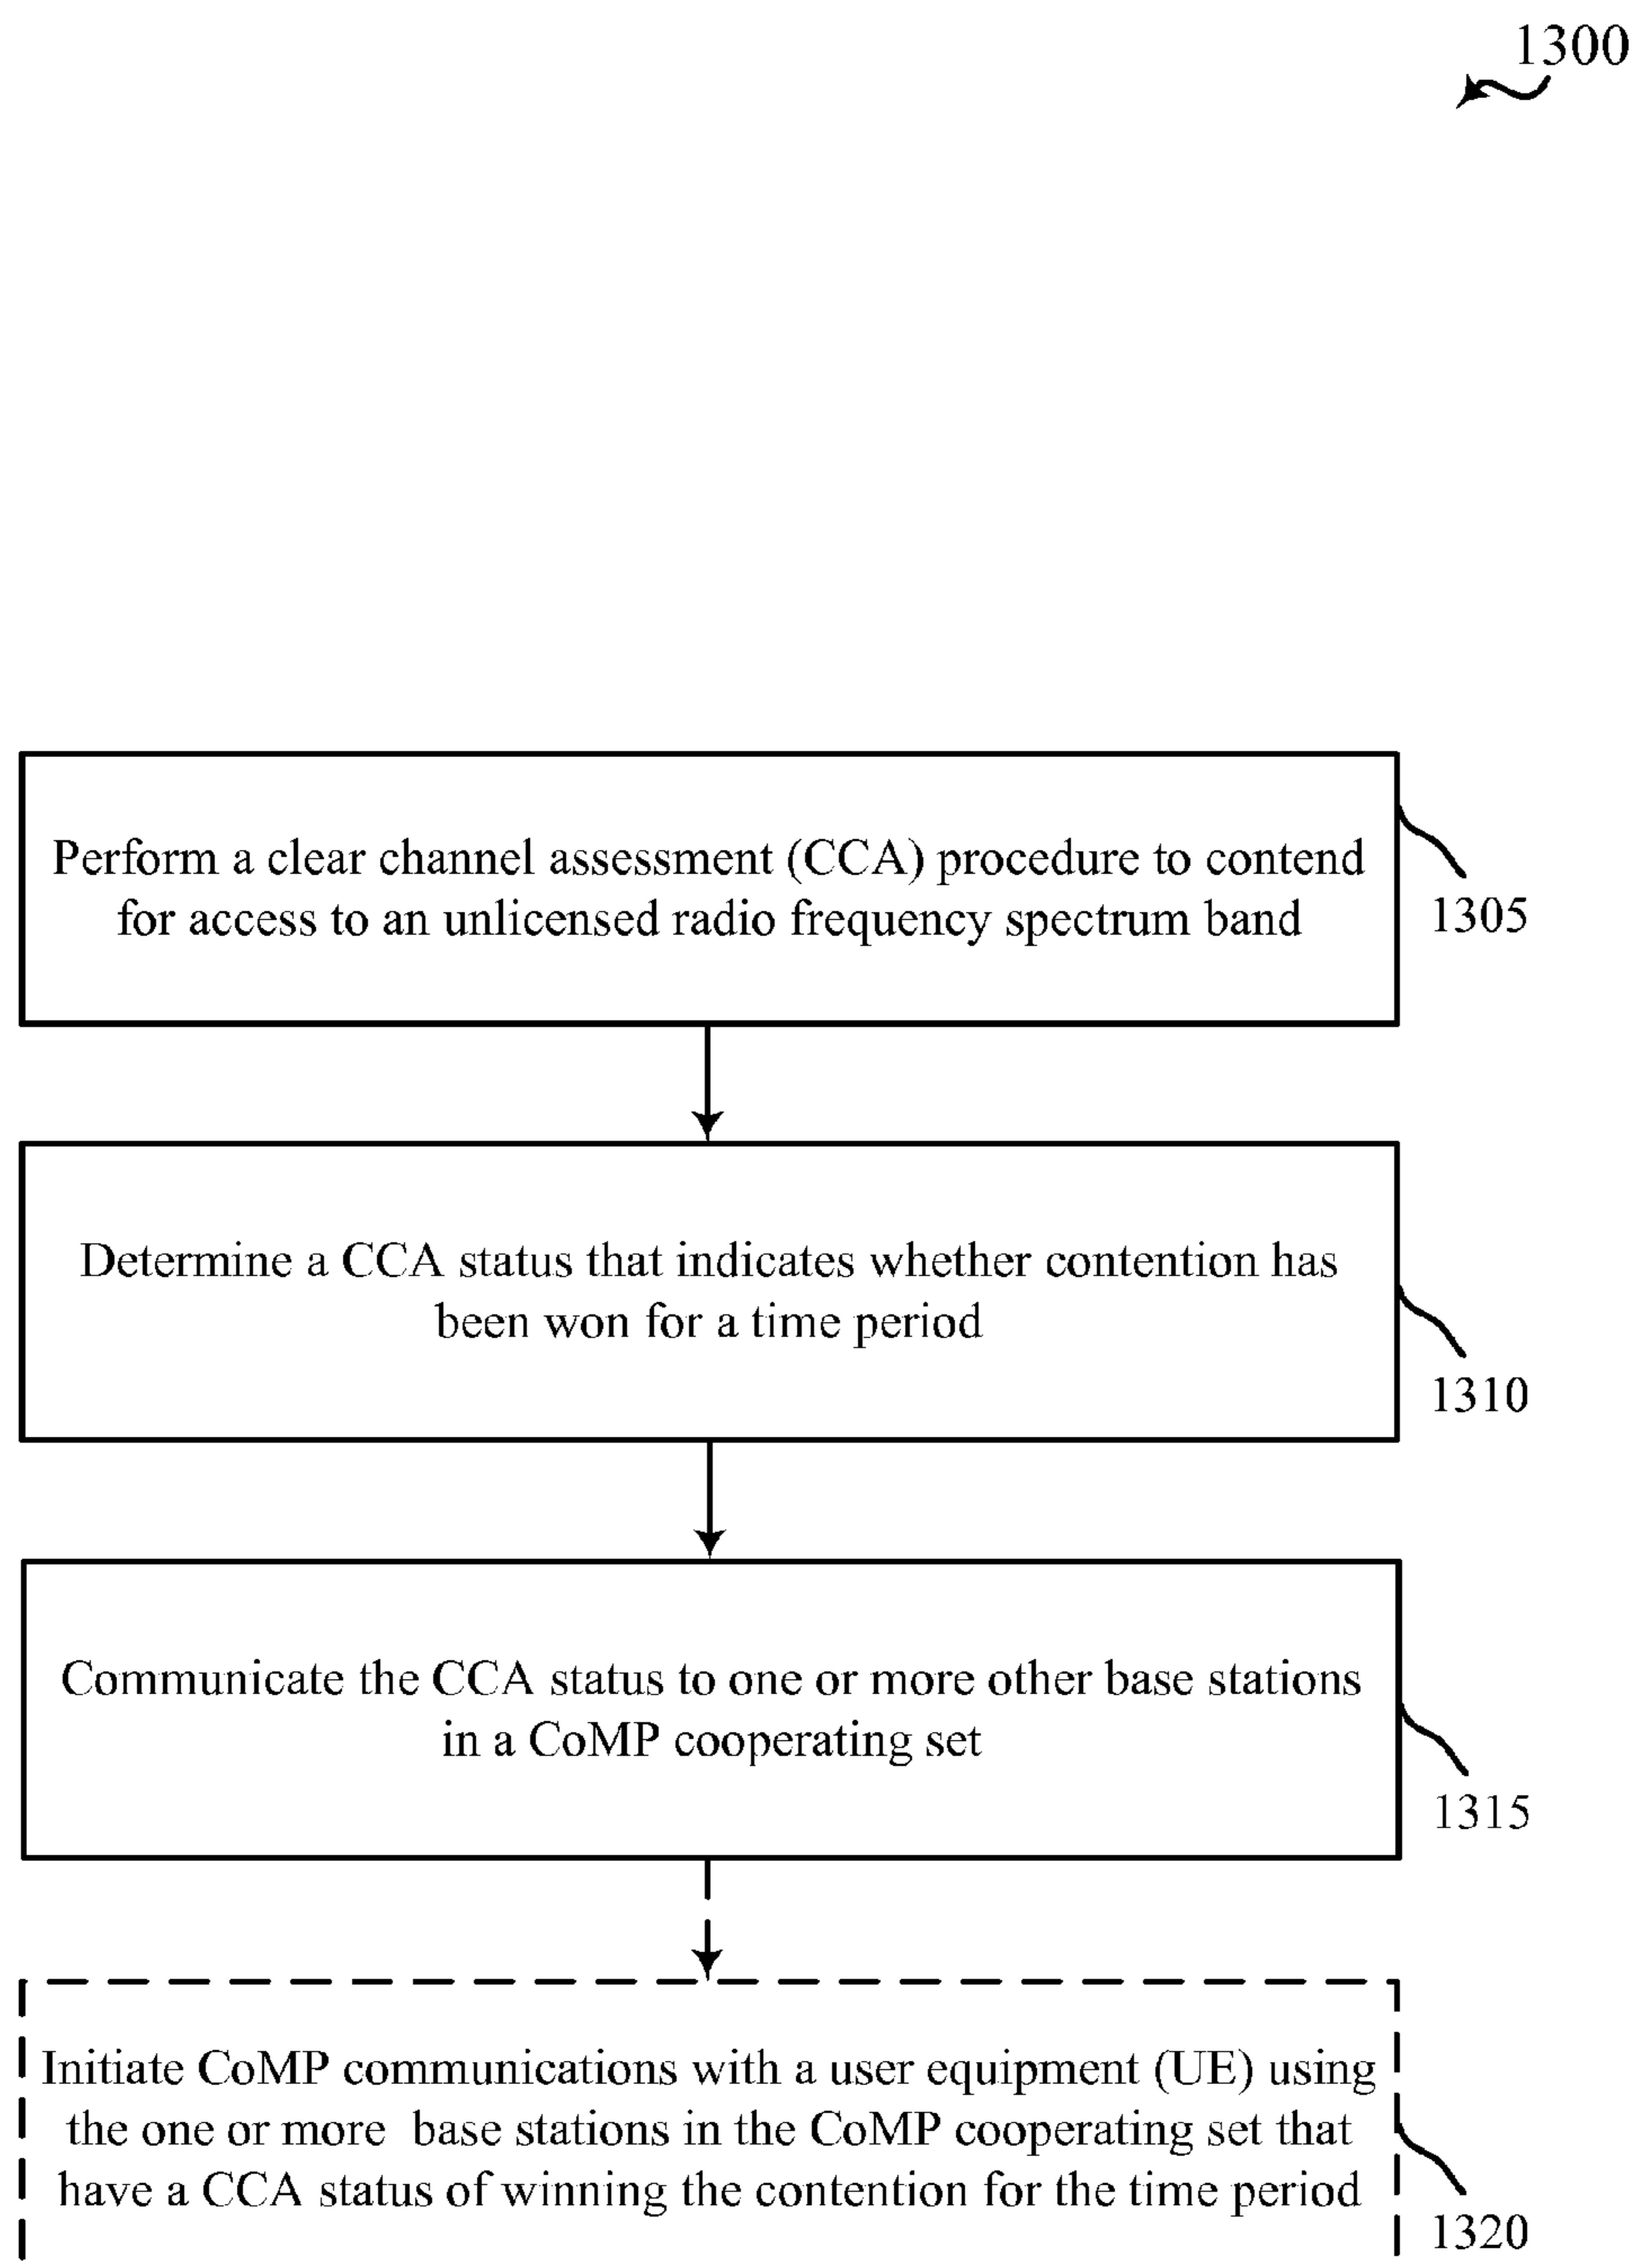 1300
Perform a clear channel assessment (CCA) procedure to contend
for access to an unlicensed radio frequency spectrum band
1305
Determine a CCA status that indicates whether contention has
been won for a time period
1310
Communicate the CCA status to one or more other base stations
in a CoMP cooperating set
1315
Initiate CoMP communications with a user equipment (UE) using
the one or more base stations in the CoMP cooperating set that
have a CCA status of winning the contention for the time period
1320